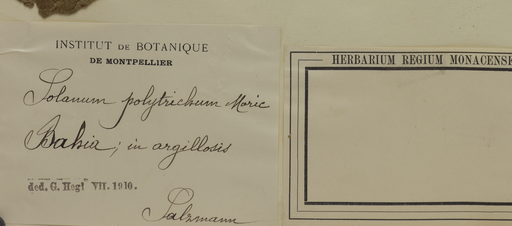 INSTITUT DE BOTANIQUE
DE MONTPELLIER
Solanum polytrichum Moric
Bahia; in argillosis
ded. G. Hegi VII. 1910.
Salzmann
HERBARIUM REGIUM MONACENSE